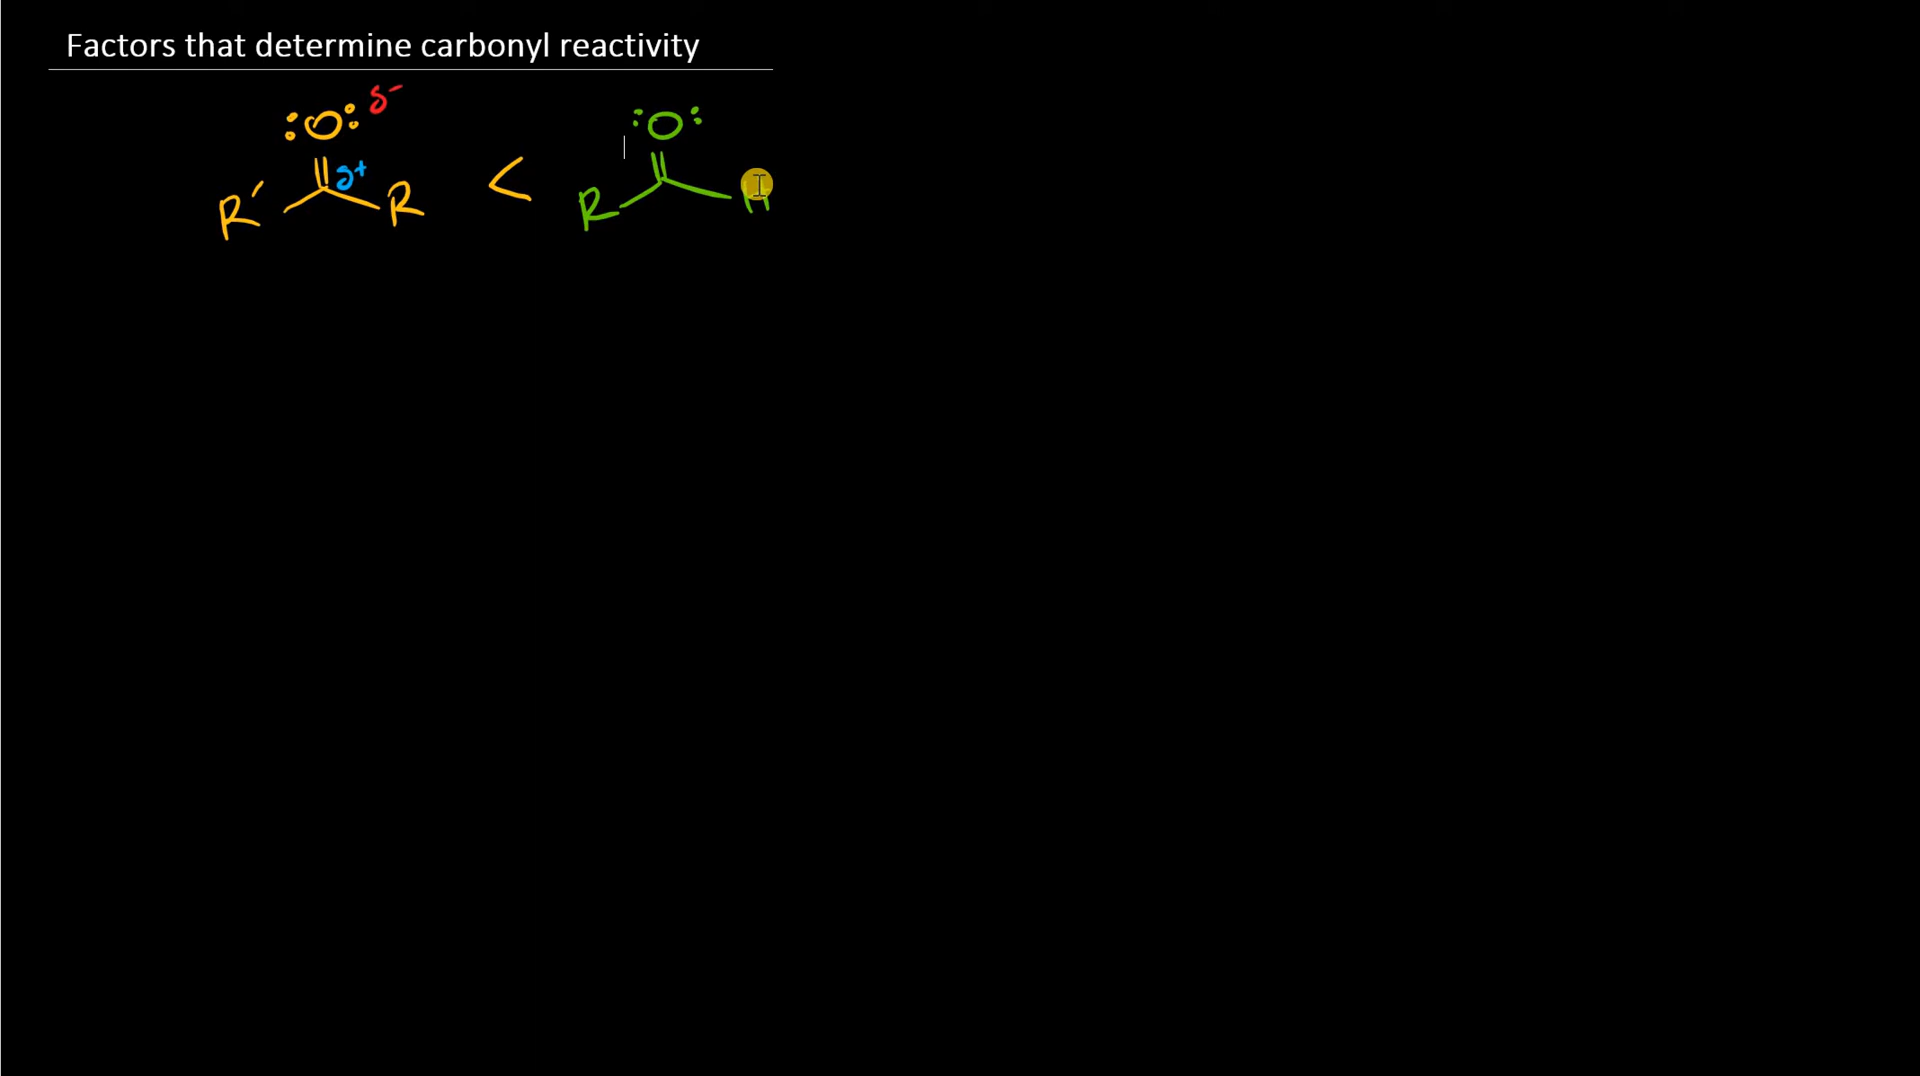 Factors that determine carbonyl reactivity
:O: δ- :O:
δ+
R' R < R H